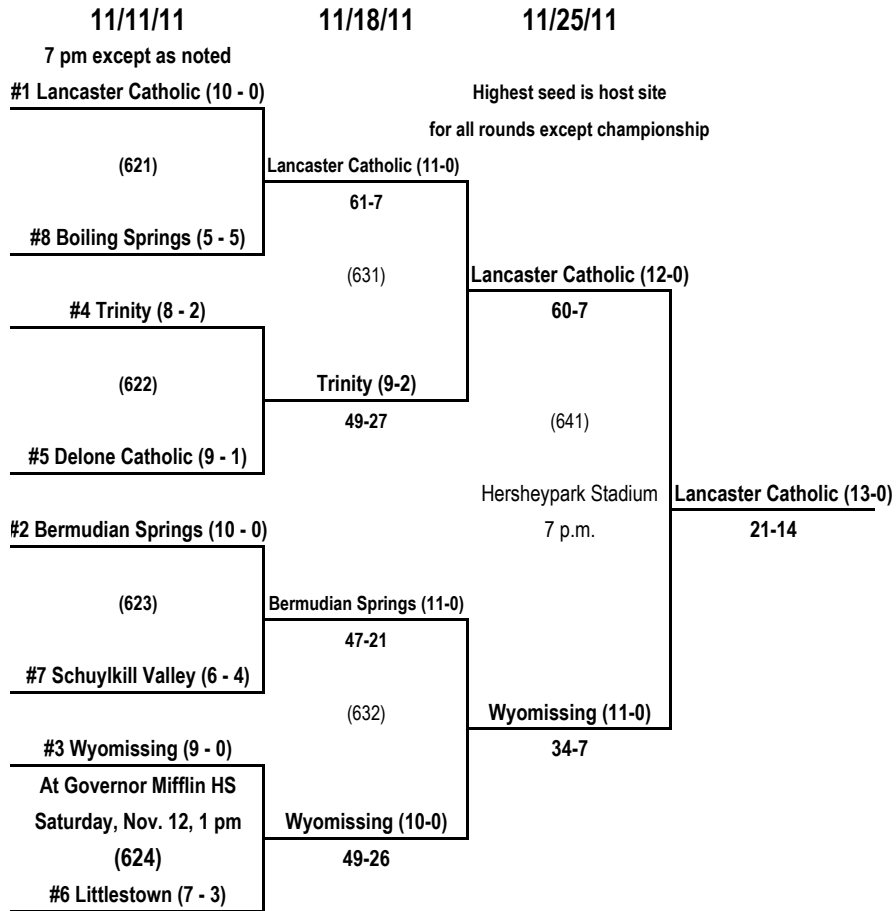 11/11/11 11/18/11 11/25/11
7 pm except as noted
#1 Lancaster Catholic (10 - 0)
Highest seed is host site
for all rounds except championship
(621)
Lancaster Catholic (11-0)
61-7
#8 Boiling Springs (5 - 5)
(631)
Lancaster Catholic (12-0)
60-7
#4 Trinity (8 - 2)
(622)
Trinity (9-2)
49-27
(641)
#5 Delone Catholic (9 - 1)
Hersheypark Stadium
7 p.m.
Lancaster Catholic (13-0)
21-14
#2 Bermudian Springs (10 - 0)
(623)
Bermudian Springs (11-0)
47-21
#7 Schuylkill Valley (6 - 4)
(632)
Wyomissing (11-0)
34-7
#3 Wyomissing (9 - 0)
At Governor Mifflin HS
Saturday, Nov. 12, 1 pm
(624)
Wyomissing (10-0)
49-26
#6 Littlestown (7 - 3)